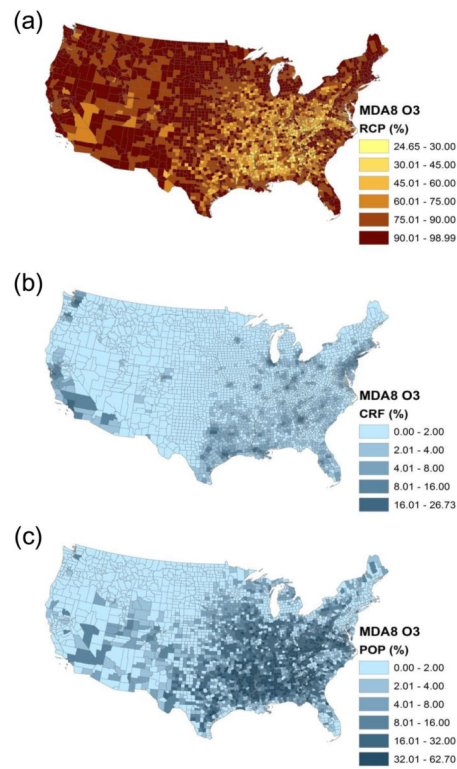 (a)
MDA8 O3
RCP (%)
24.65 - 30.00
30.01 - 45.00
45.01 - 60.00
60.01 - 75.00
75.01 - 90.00
90.01 - 98.99
(b)
MDA8 O3
CRF (%)
0.00 - 2.00
2.01 - 4.00
4.01 - 8.00
8.01 - 16.00
16.01 - 26.73
(c)
MDA8 O3
POP (%)
0.00 - 2.00
2.01 - 4.00
4.01 - 8.00
8.01 - 16.00
16.01 - 32.00
32.01 - 62.70